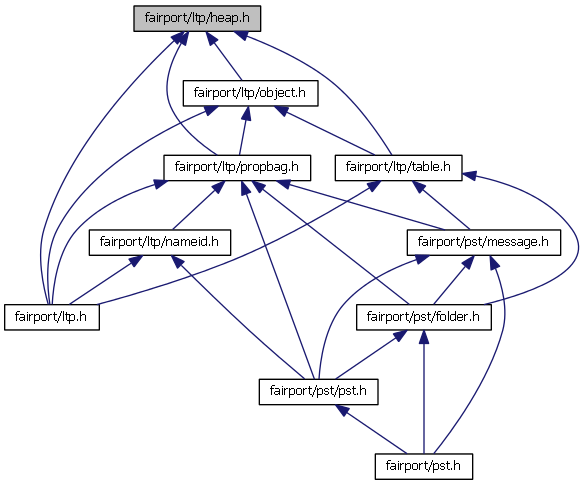 fairport/ltp/heap.h
fairport/ltp/object.h
fairport/ltp/propbag.h
fairport/ltp/table.h
fairport/ltp/nameid.h
fairport/pst/message.h
fairport/ltp.h
fairport/pst/folder.h
fairport/pst/pst.h
fairport/pst.h